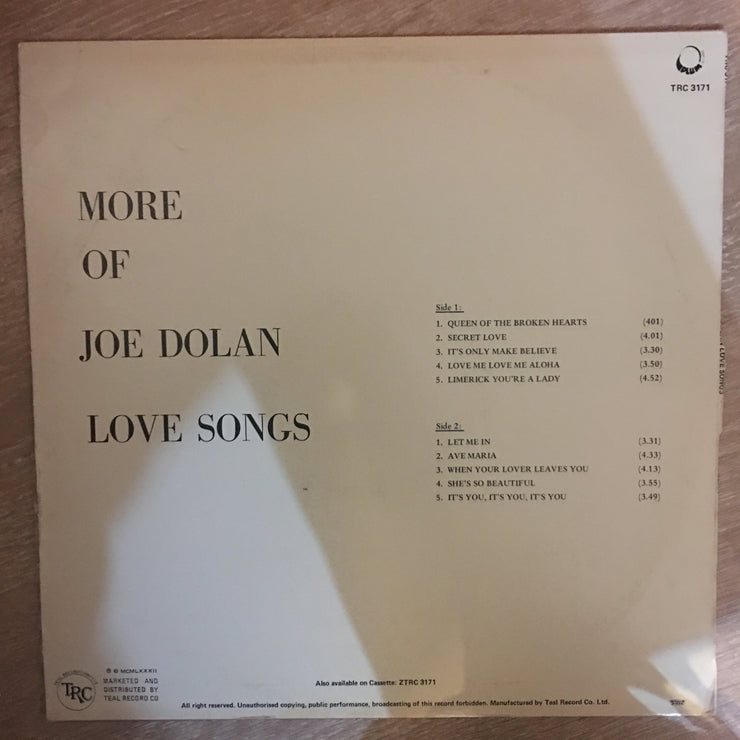 PLUM
TRC 3171
MORE
OF
JOE DOLAN
LOVE SONGS
Side 1:
1. QUEEN OF THE BROKEN HEARTS (401)
2. SECRET LOVE (4.01)
3. IT'S ONLY MAKE BELIEVE (3.30)
4. LOVE ME LOVE ME ALOHA (3.50)
5. LIMERICK YOU'RE A LADY (4.52)
Side 2:
1. LET ME IN (3.31)
2. AVE MARIA (4.33)
3. WHEN YOUR LOVER LEAVES YOU (4.13)
4. SHE'S SO BEAUTIFUL (3.55)
5. IT'S YOU, IT'S YOU, IT'S YOU (3.49)
LOVE SONGS
TRC
℗ © MCMLXXXII
MARKETED AND
DISTRIBUTED BY
TEAL RECORD CO
Also available on Cassette: ZTRC 3171
All right reserved. Unauthorised copying, public performance, broadcasting of this record forbidden. Manufactured by Teal Record Co. Ltd.